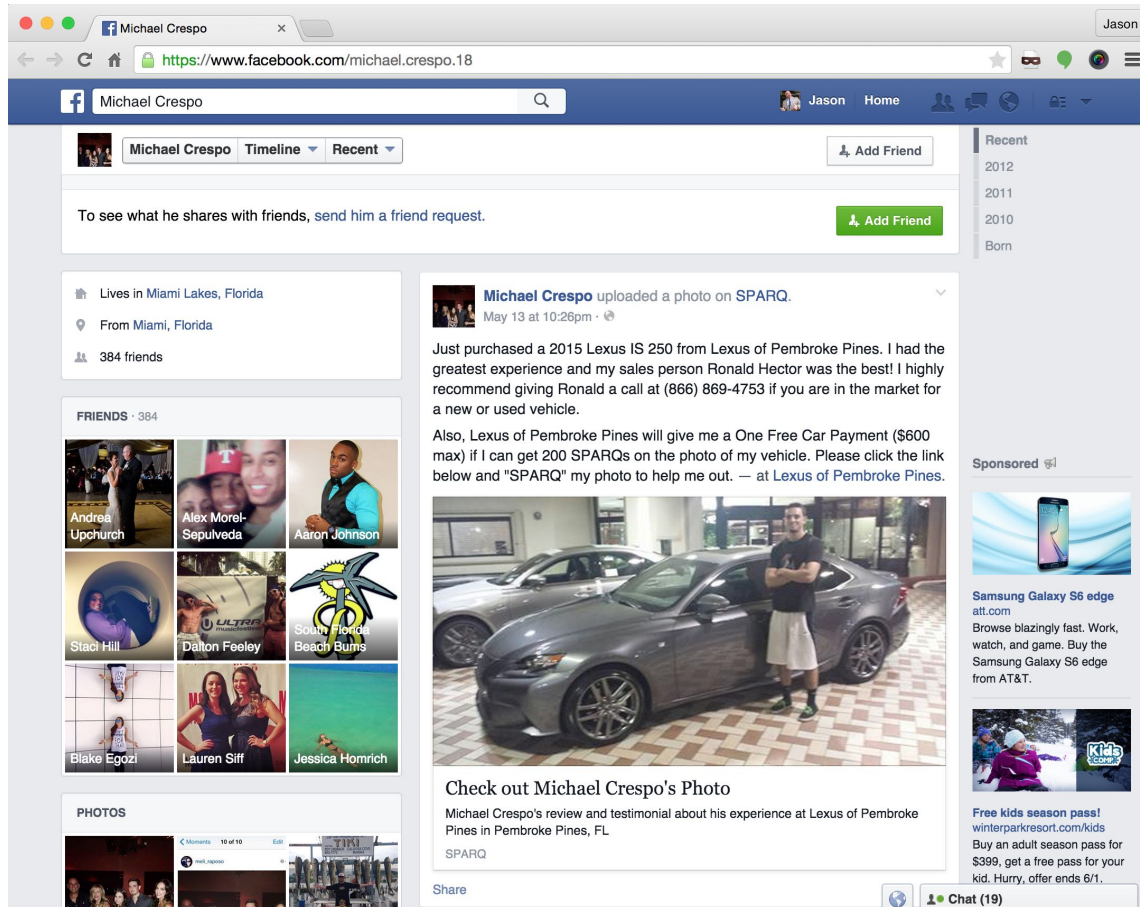 Michael Crespo
Jason
https://www.facebook.com/michael.crespo.18
Michael Crespo
Jason Home
Michael Crespo Timeline Recent
Add Friend
To see what he shares with friends, send him a friend request.
Add Friend
Recent
2012
2011
2010
Born
Lives in Miami Lakes, Florida
From Miami, Florida
384 friends
FRIENDS · 384
Andrea
Upchurch
Alex Morel-
Sepulveda
Aaron Johnson
Staci Hill
ULTRA
Dalton Feeley
South Florida
Beach Bums
Blake Egozi
Lauren Siff
Jessica Homrich
PHOTOS
Moments 10 of 10 Edit
meli_raposo
TIKI
Michael Crespo uploaded a photo on SPARQ.
May 13 at 10:26pm ·
Just purchased a 2015 Lexus IS 250 from Lexus of Pembroke Pines. I had the
greatest experience and my sales person Ronald Hector was the best! I highly
recommend giving Ronald a call at (866) 869-4753 if you are in the market for
a new or used vehicle.
Also, Lexus of Pembroke Pines will give me a One Free Car Payment ($600
max) if I can get 200 SPARQs on the photo of my vehicle. Please click the link
below and "SPARQ" my photo to help me out. — at Lexus of Pembroke Pines.
Check out Michael Crespo's Photo
Michael Crespo's review and testimonial about his experience at Lexus of Pembroke
Pines in Pembroke Pines, FL
SPARQ
Share
Sponsored
Samsung Galaxy S6 edge
att.com
Browse blazingly fast. Work,
watch, and game. Buy the
Samsung Galaxy S6 edge
from AT&T.
Kids
COMP
Free kids season pass!
winterparkresort.com/kids
Buy an adult season pass for
$399, get a free pass for your
kid. Hurry, offer ends 6/1.
Chat (19)